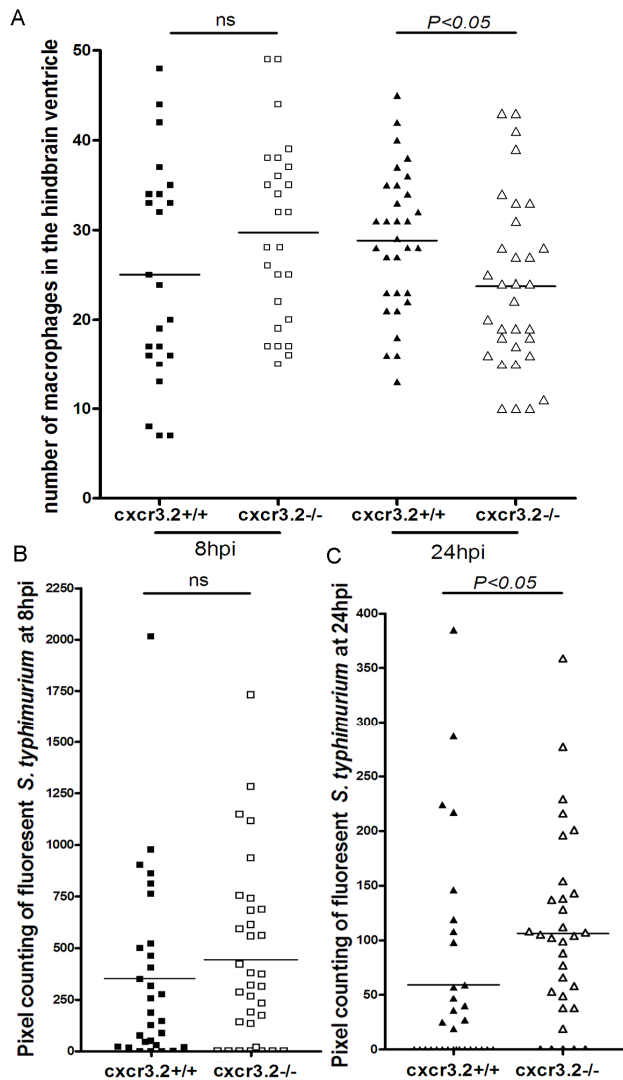 A
ns
P<0.05
number of macrophages in the hindbrain ventricle
50
40
30
20
10
0
cxcr3.2+/+
cxcr3.2-/-
cxcr3.2+/+
cxcr3.2-/-
8hpi
24hpi
B
ns
Pixel counting of fluoresent S. typhimurium at 8hpi
2250
2000
1750
1500
1250
1000
750
500
250
0
cxcr3.2+/+
cxcr3.2-/-
C
P<0.05
Pixel counting of fluoresent S. typhimurium at 24hpi
400
350
300
250
200
150
100
50
0
cxcr3.2+/+
cxcr3.2-/-